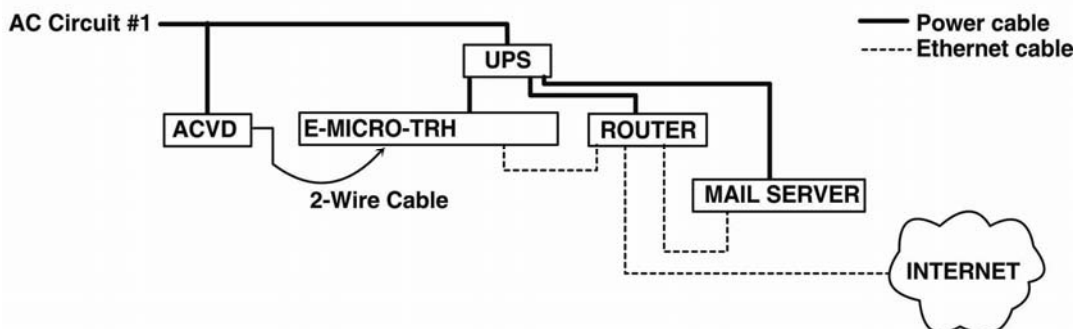 AC Circuit #1
Power cable
Ethernet cable
UPS
ACVD
E-MICRO-TRH
ROUTER
2-Wire Cable
MAIL SERVER
INTERNET